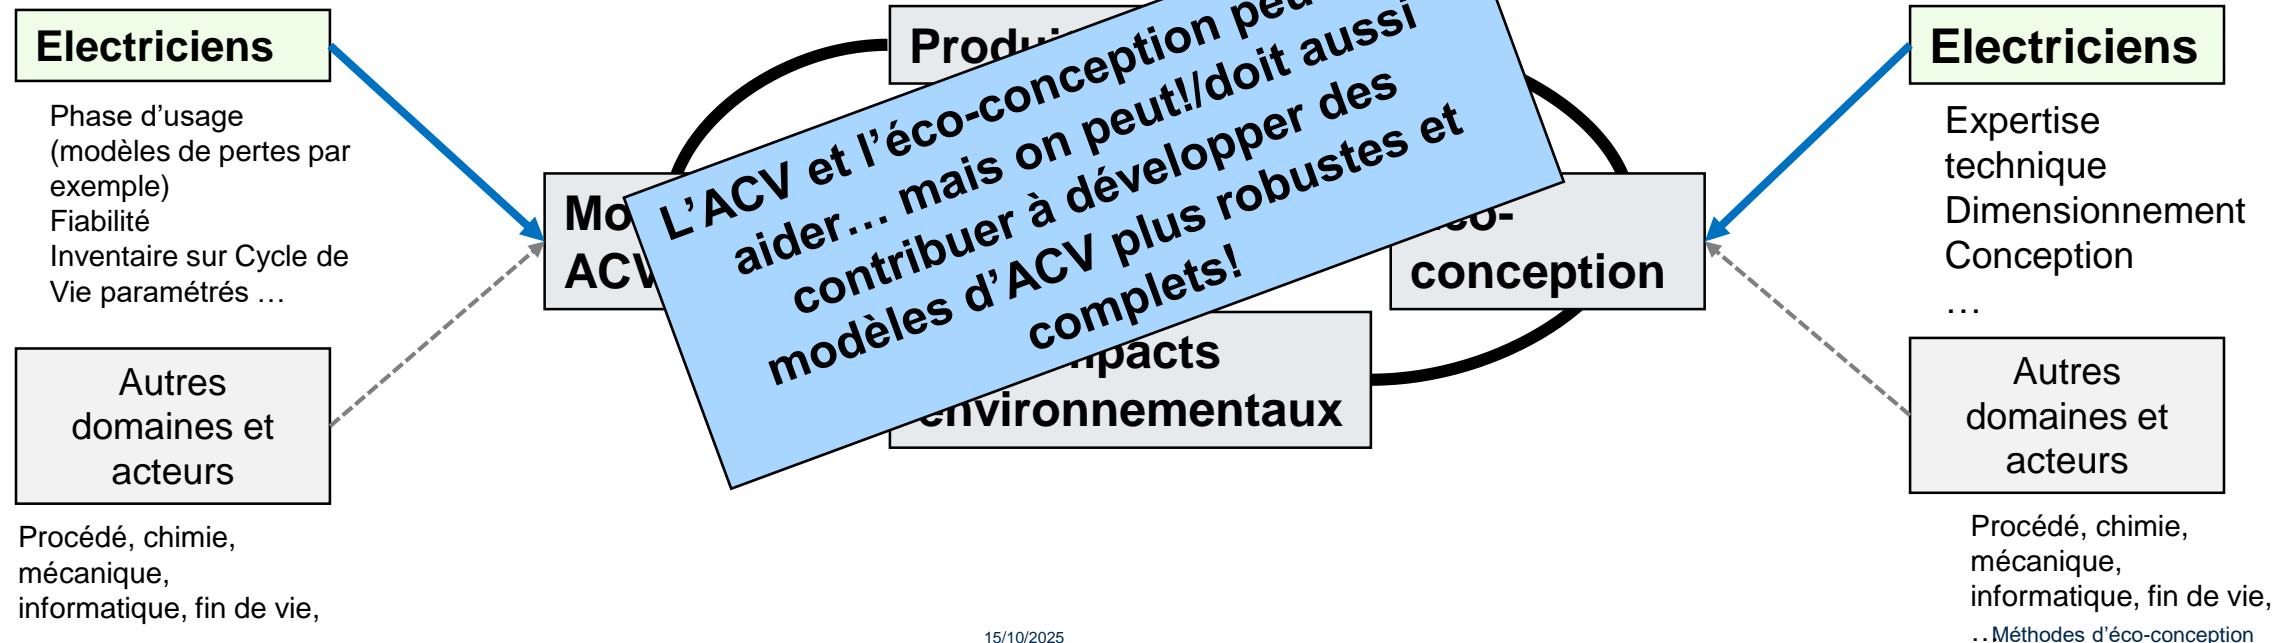 Electriciens
Phase d'usage
(modèles de pertes par
exemple)
Fiabilité
Inventaire sur Cycle de
Vie paramétrés …
Autres
domaines et
acteurs
Procédé, chimie,
mécanique,
informatique, fin de vie,
L'ACV et l'éco-conception
aider… mais on peut!/doit aussi
contribuer à développer des
modèles d'ACV plus robustes et
complets!
conception
environnementaux
Electriciens
Expertise
technique
Dimensionnement
Conception
…
Autres
domaines et
acteurs
Procédé, chimie,
mécanique,
informatique, fin de vie,
…
15/10/2025
Méthodes d'éco-conception